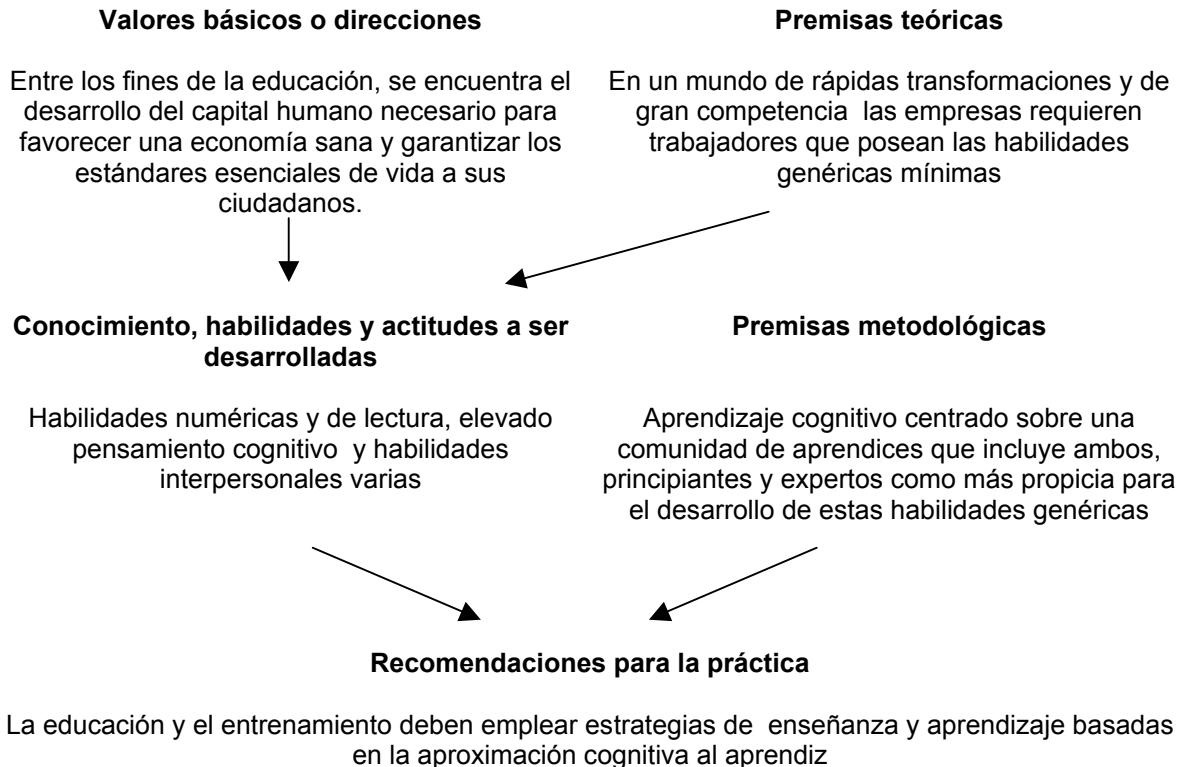 Valores básicos o direcciones
Entre los fines de la educación, se encuentra el
desarrollo del capital humano necesario para
favorecer una economía sana y garantizar los
estándares esenciales de vida a sus
ciudadanos.
Premisas teóricas
En un mundo de rápidas transformaciones y de
gran competencia las empresas requieren
trabajadores que posean las habilidades
genéricas mínimas
Conocimiento, habilidades y actitudes a ser
desarrolladas
Habilidades numéricas y de lectura, elevado
pensamiento cognitivo y habilidades
interpersonales varias
Premisas metodológicas
Aprendizaje cognitivo centrado sobre una
comunidad de aprendices que incluye ambos,
principiantes y expertos como más propicia para
el desarrollo de estas habilidades genéricas
Recomendaciones para la práctica
La educación y el entrenamiento deben emplear estrategias de enseñanza y aprendizaje basadas
en la aproximación cognitiva al aprendiz